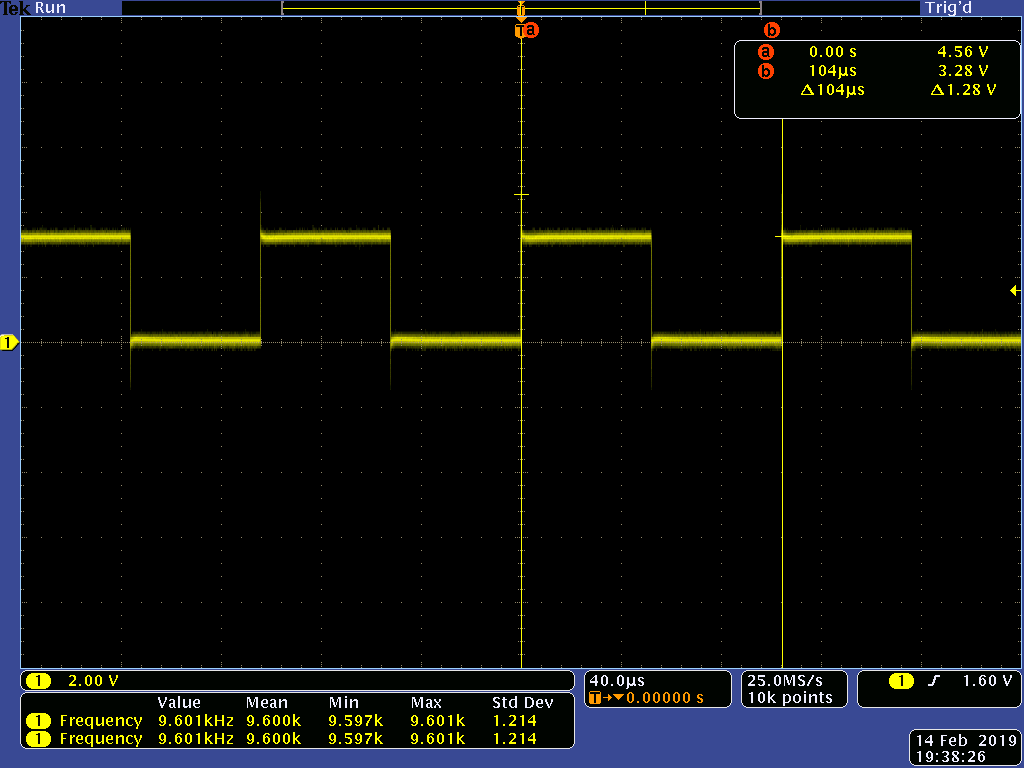 Tek Run Trig'd
T
T a b
a 0.00 s 4.56 V
b 104µs 3.28 V
Δ104µs Δ1.28 V
1
1 2.00 V
40.0µs
T→▼0.00000 s
25.0MS/s
10k points
1 1.60 V
Value Mean Min Max Std Dev
1 Frequency 9.601kHz 9.600k 9.597k 9.601k 1.214
1 Frequency 9.601kHz 9.600k 9.597k 9.601k 1.214
14 Feb 2019
19:38:26